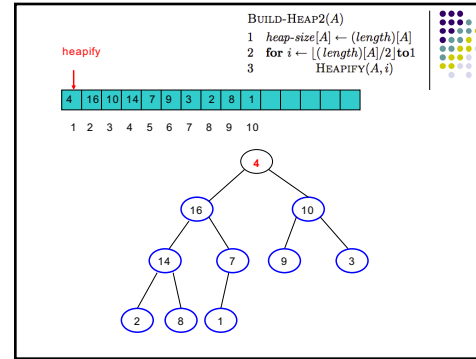 BUILD-HEAP2(A)
1 heap-size[A] ← (length)[A]
2 for i ← ⌊(length)[A]/2⌋to1
3 HEAPIFY(A, i)
heapify
4 16 10 14 7 9 3 2 8 1
1 2 3 4 5 6 7 8 9 10
4
16 10
14 7 9 3
2 8 1